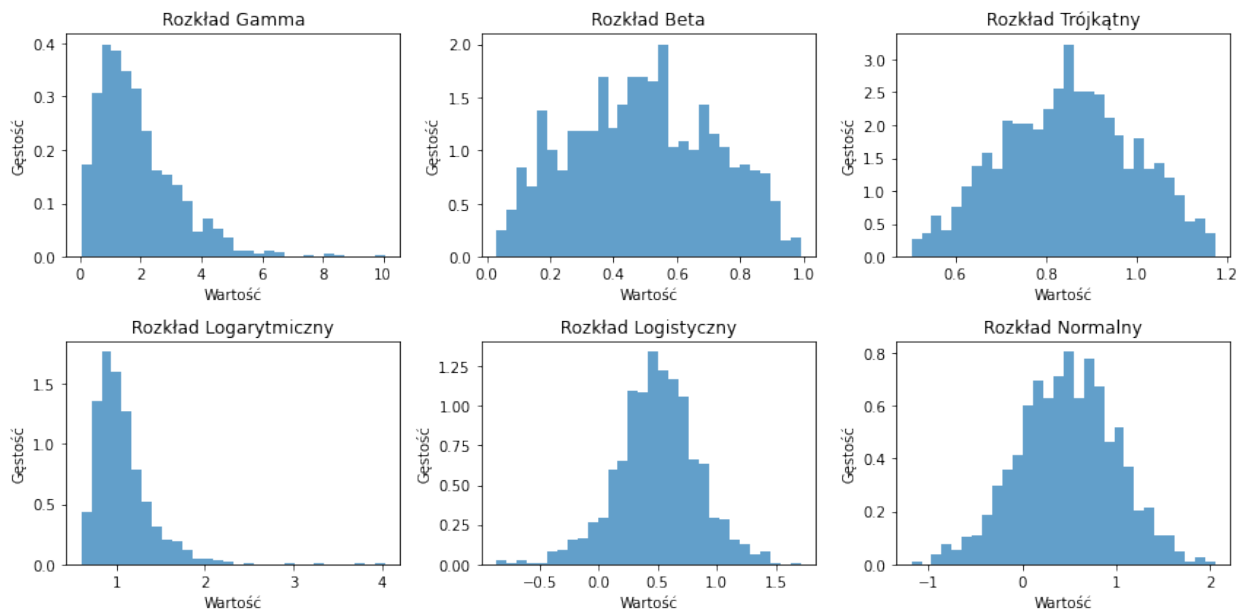 Rozkład Gamma
Gęstość
0.4
0.3
0.2
0.1
0.0
0 2 4 6 8 10
Wartość
Rozkład Beta
Gęstość
2.0
1.5
1.0
0.5
0.0
0.0 0.2 0.4 0.6 0.8 1.0
Wartość
Rozkład Trójkątny
Gęstość
3.0
2.5
2.0
1.5
1.0
0.5
0.0
0.6 0.8 1.0 1.2
Wartość
Rozkład Logarytmiczny
Gęstość
1.5
1.0
0.5
0.0
1 2 3 4
Wartość
Rozkład Logistyczny
Gęstość
1.25
1.00
0.75
0.50
0.25
0.00
−0.5 0.0 0.5 1.0 1.5
Wartość
Rozkład Normalny
Gęstość
0.8
0.6
0.4
0.2
0.0
−1 0 1 2
Wartość